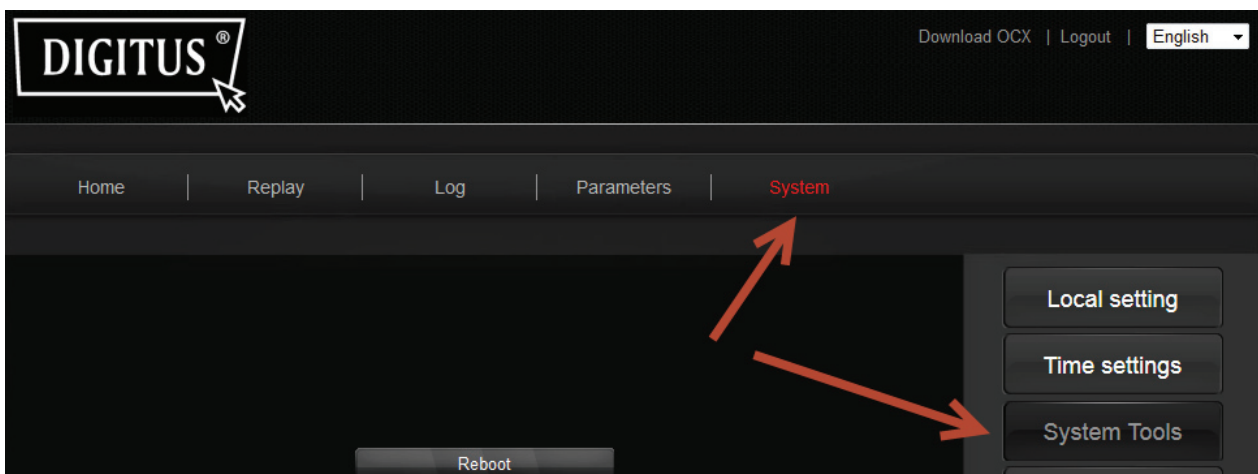 DIGITUS®
Download OCX | Logout | English
Home | Replay | Log | Parameters | System
Local setting
Time settings
System Tools
Reboot